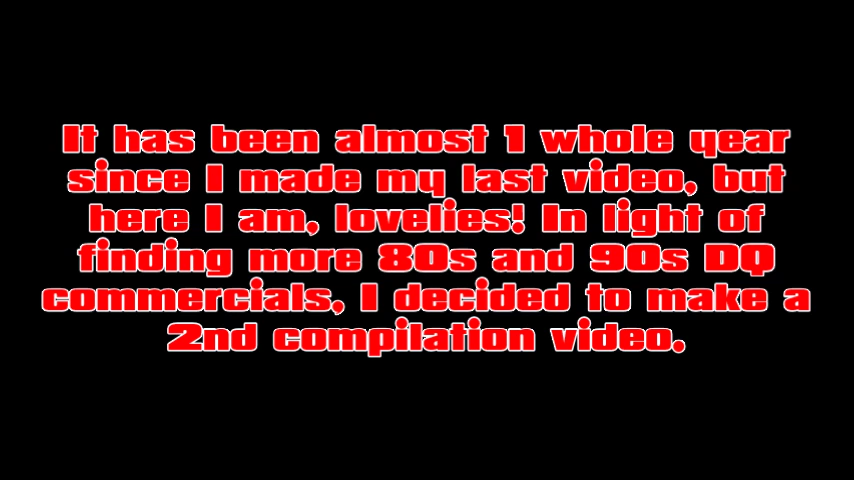 It has been almost 1 whole year
since I made my last video, but
here I am, lovelies! In light of
finding more 80s and 90s DQ
commercials, I decided to make a
2nd compilation video.